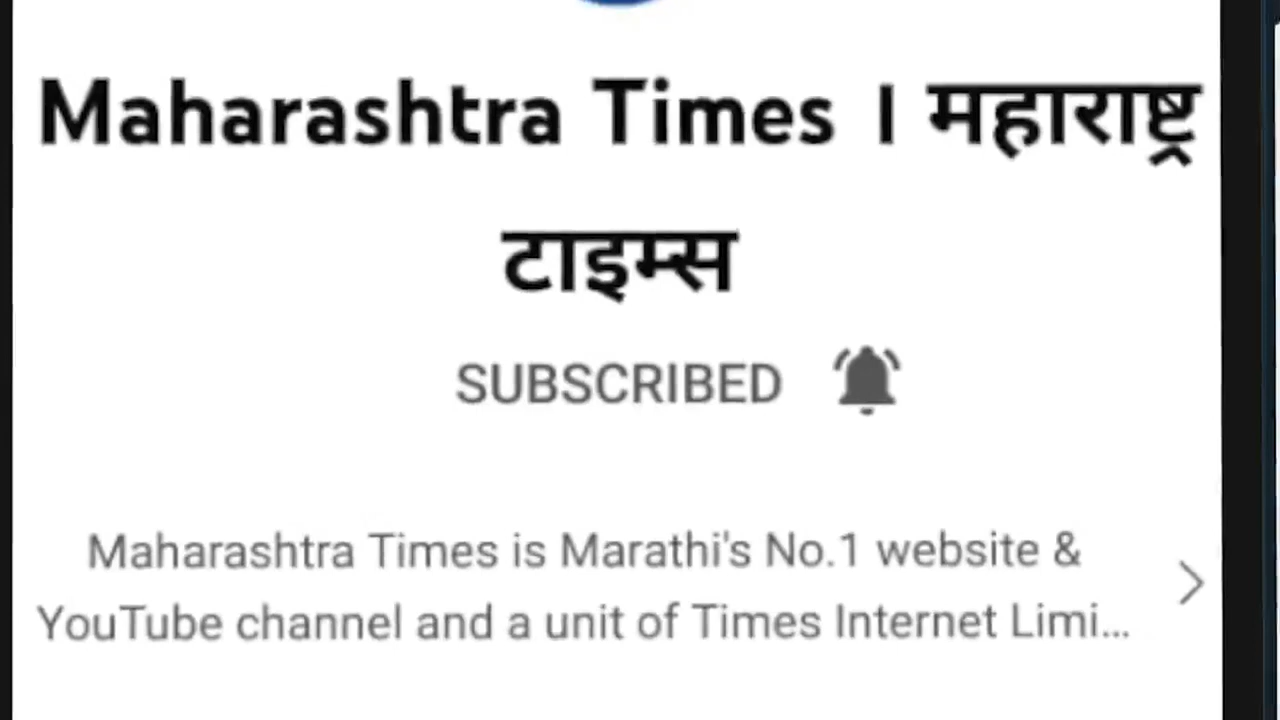 Maharashtra Times । महाराष्ट्र
टाइम्स
SUBSCRIBED
Maharashtra Times is Marathi's No.1 website &
YouTube channel and a unit of Times Internet Limi...